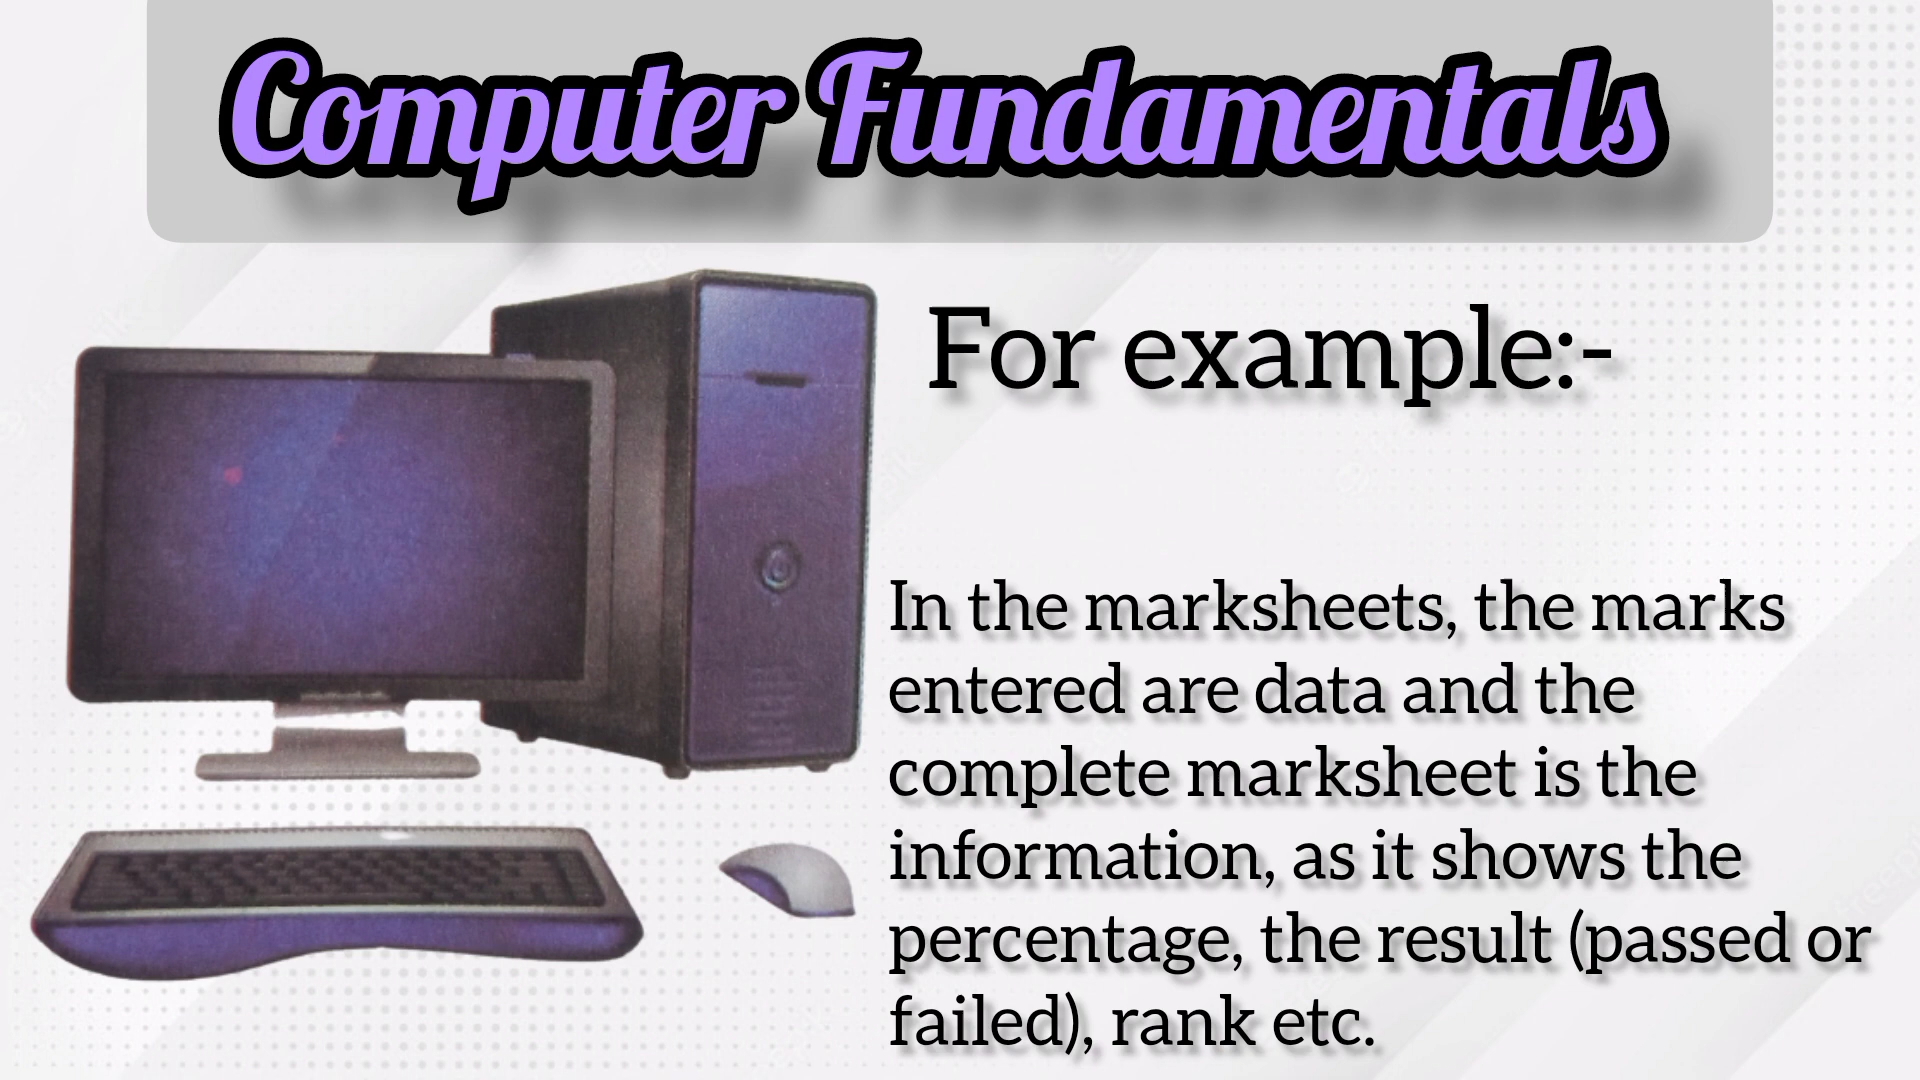 Computer Fundamentals
For example:-
In the marksheets, the marks
entered are data and the
complete marksheet is the
information, as it shows the
percentage, the result (passed or
failed), rank etc.